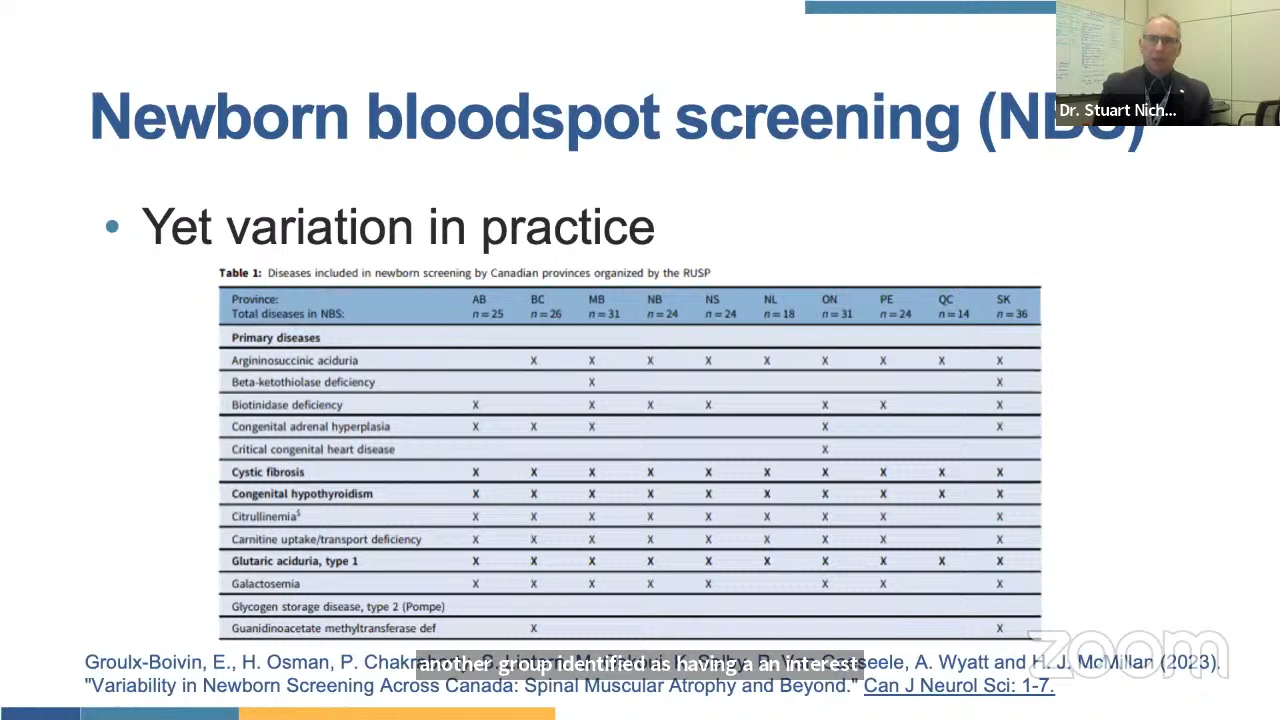 Newborn bloodspot screening (NBS)
Dr. Stuart Nich...
• Yet variation in practice
Table 1: Diseases included in newborn screening by Canadian provinces organized by the RUSP
Province: AB BC MB NB NS NL ON PE QC SK
Total diseases in NBS: n = 25 n = 26 n = 31 n = 24 n = 24 n = 18 n = 31 n = 24 n = 14 n = 36
Primary diseases
Argininosuccinic aciduria X X X X X X X X X
Beta-ketothiolase deficiency X X
Biotinidase deficiency X X X X X X X
Congenital adrenal hyperplasia X X X X X
Critical congenital heart disease X
Cystic fibrosis X X X X X X X X X X
Congenital hypothyroidism X X X X X X X X X X
Citrullinemia§ X X X X X X X X X
Carnitine uptake/transport deficiency X X X X X X X X X
Glutaric aciduria, type 1 X X X X X X X X X X
Galactosemia X X X X X X X X
Glycogen storage disease, type 2 (Pompe)
Guanidinoacetate methyltransferase def X X
zoom
Groulx-Boivin, E., H. Osman, P. A. Wyatt and H. J. McMillan (2023).
another group identified as having a an interest
"Variability in Newborn Screening Across Canada: Spinal Muscular Atrophy and Beyond." Can J Neurol Sci: 1-7.